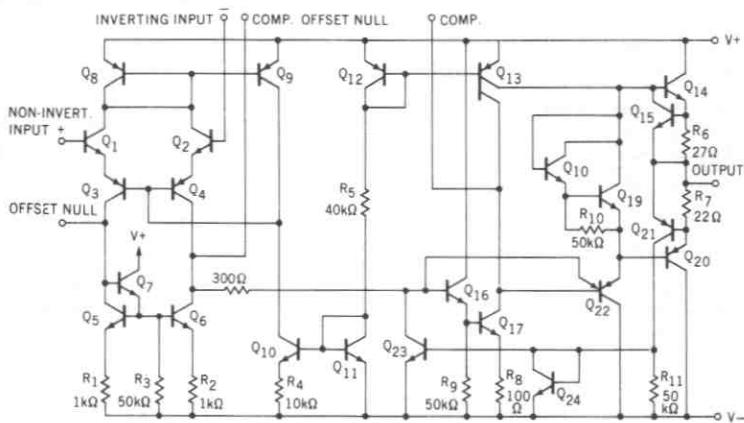 INVERTING INPUT −
COMP. OFFSET NULL
COMP.
V+
Q8
Q9
Q12
Q13
Q14
NON-INVERT.
INPUT +
Q1
Q2
Q15
R6
27Ω
Q10
Q3
Q4
R5
40kΩ
Q19
OUTPUT
R7
22Ω
OFFSET NULL
R10
50kΩ
Q21
V+
Q20
Q7
300Ω
Q16
Q22
Q5
Q6
Q17
Q10
Q11
Q23
R1
1kΩ
R3
50kΩ
R2
1kΩ
R4
10kΩ
R9
50kΩ
R8
100
Ω
Q24
R11
50
kΩ
V−